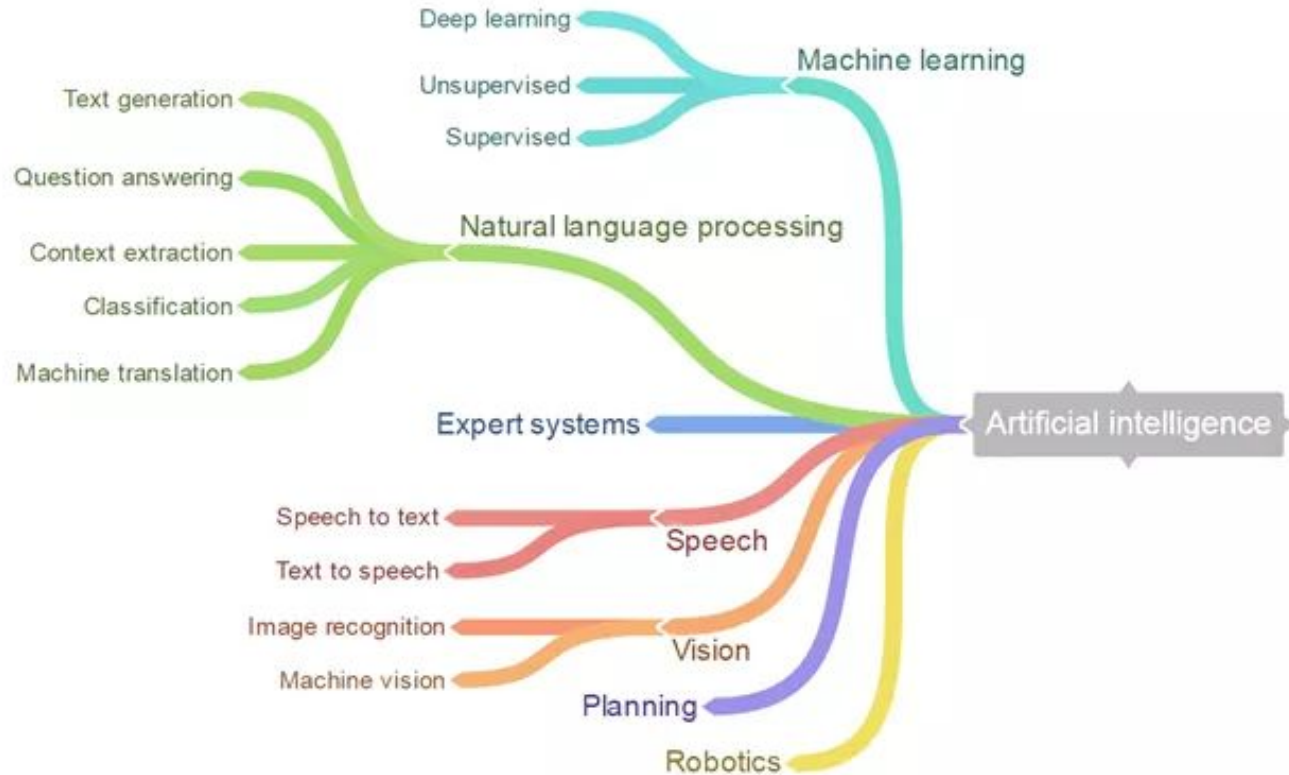 Deep learning
Machine learning
Unsupervised
Supervised
Text generation
Question answering
Natural language processing
Context extraction
Classification
Machine translation
Expert systems
Artificial intelligence
Speech to text
Speech
Text to speech
Image recognition
Vision
Machine vision
Planning
Robotics